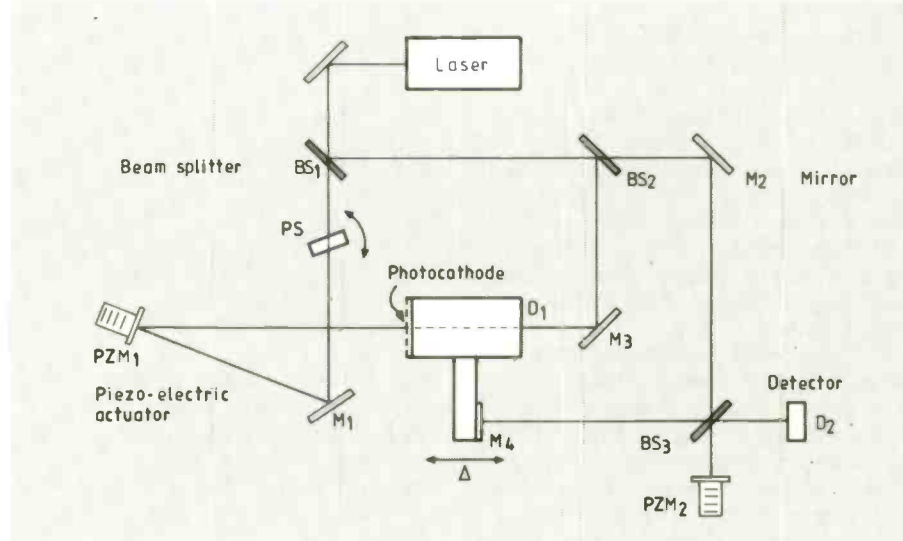 Laser
Beam splitter
BS1
BS2
M2
Mirror
PS
Photocathode
D1
M3
PZM1
Piezo-electric
actuator
M1
M4
Δ
Detector
D2
BS3
PZM2